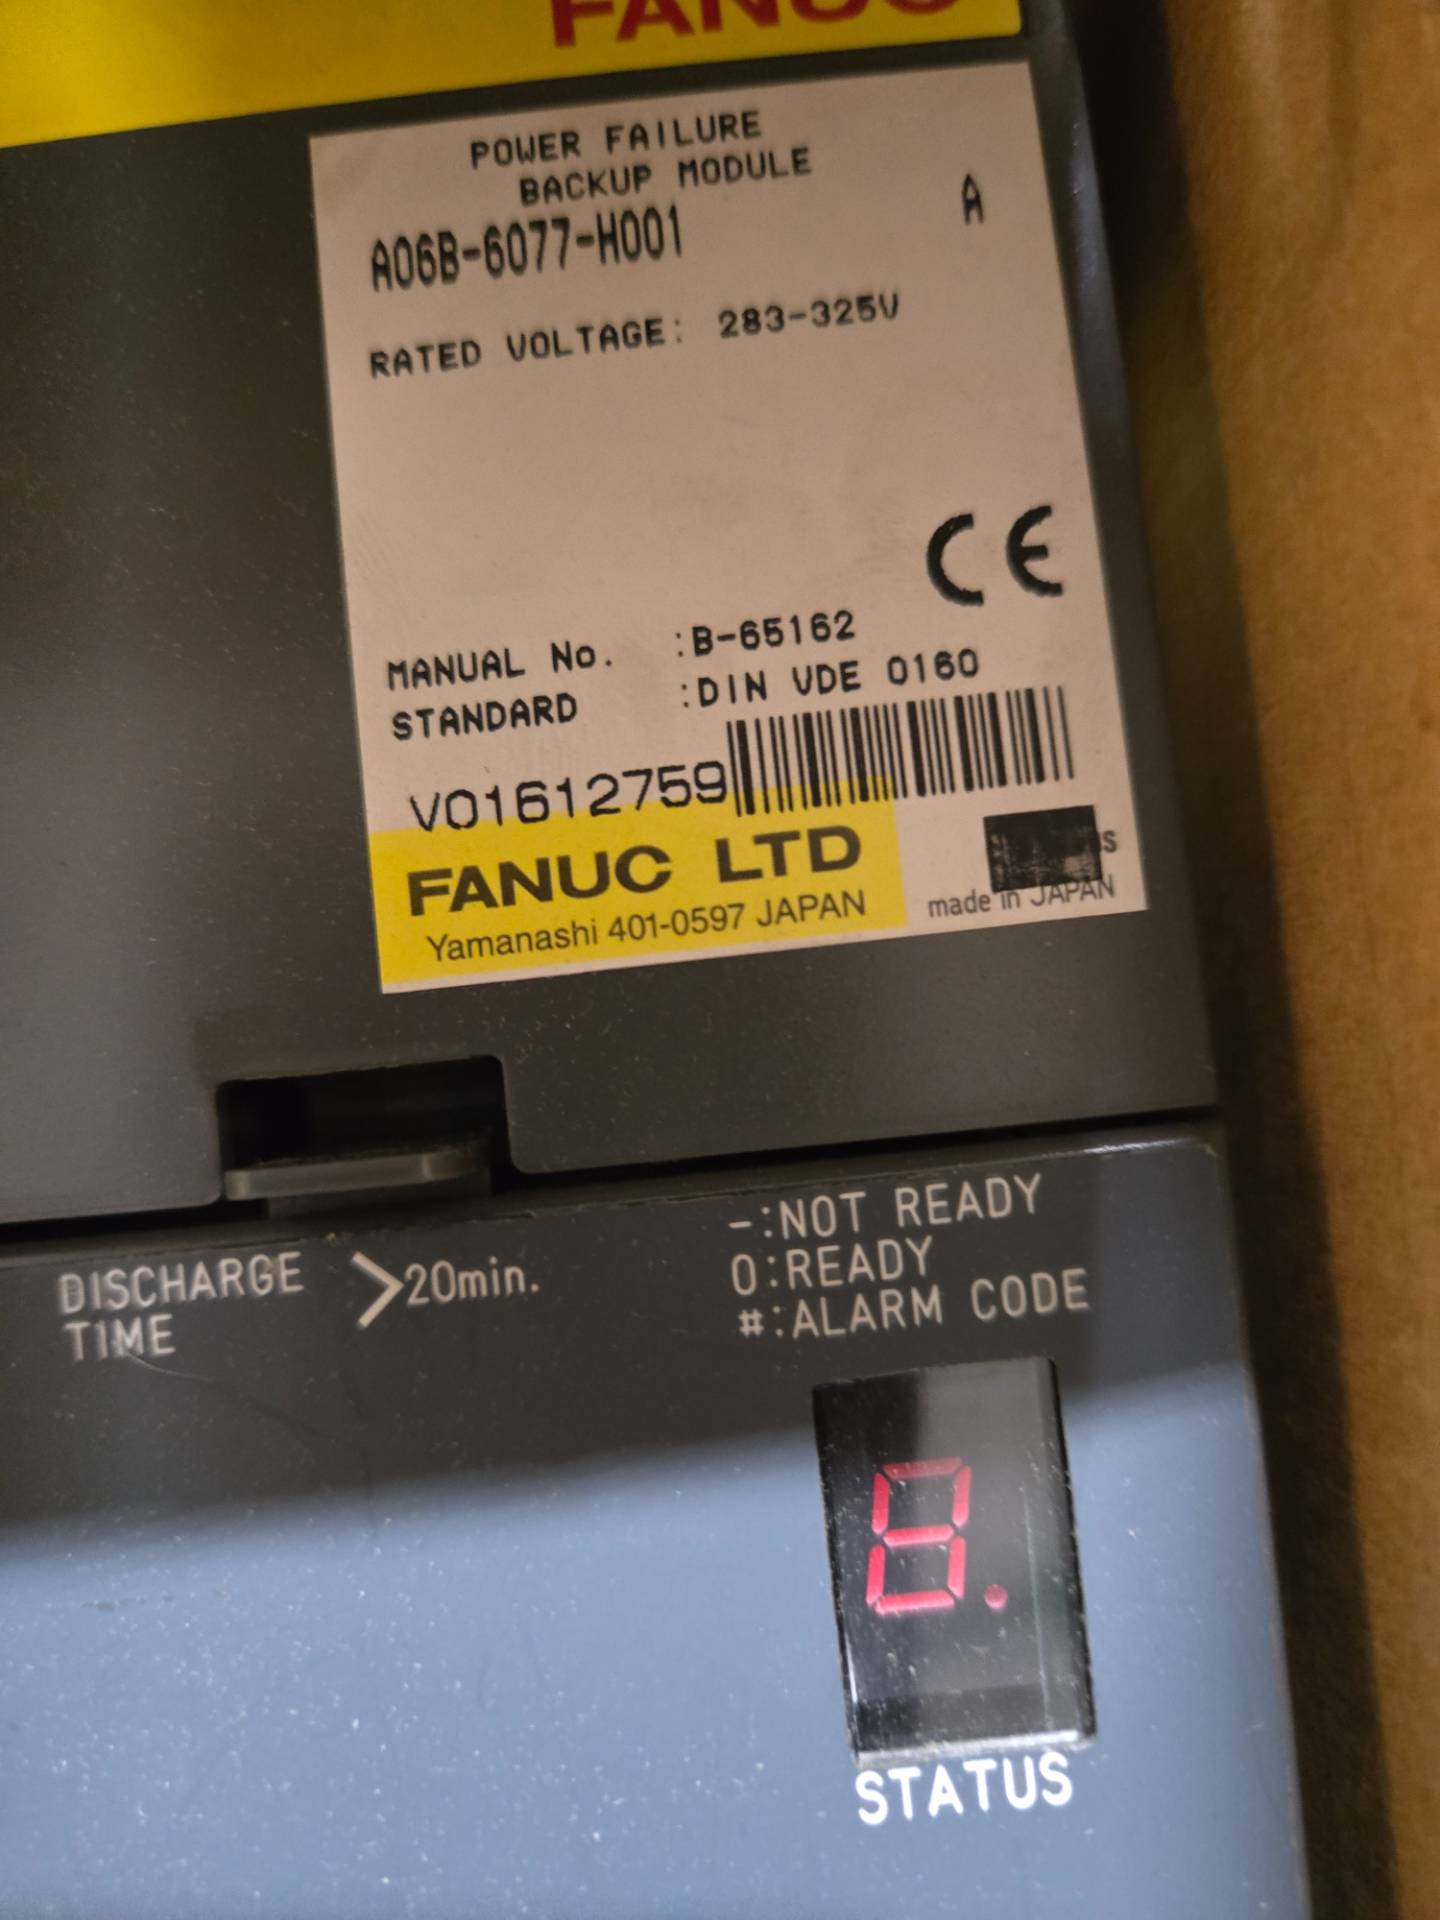 FANUC
POWER FAILURE
BACKUP MODULE
A06B-6077-H001 A
RATED VOLTAGE: 283-325V
CE
MANUAL No. :B-65162
STANDARD :DIN VDE 0160
V01612759
FANUC LTD
Yamanashi 401-0597 JAPAN
made in JAPAN
DISCHARGE TIME >20min.
-:NOT READY
0:READY
#:ALARM CODE
8.
STATUS